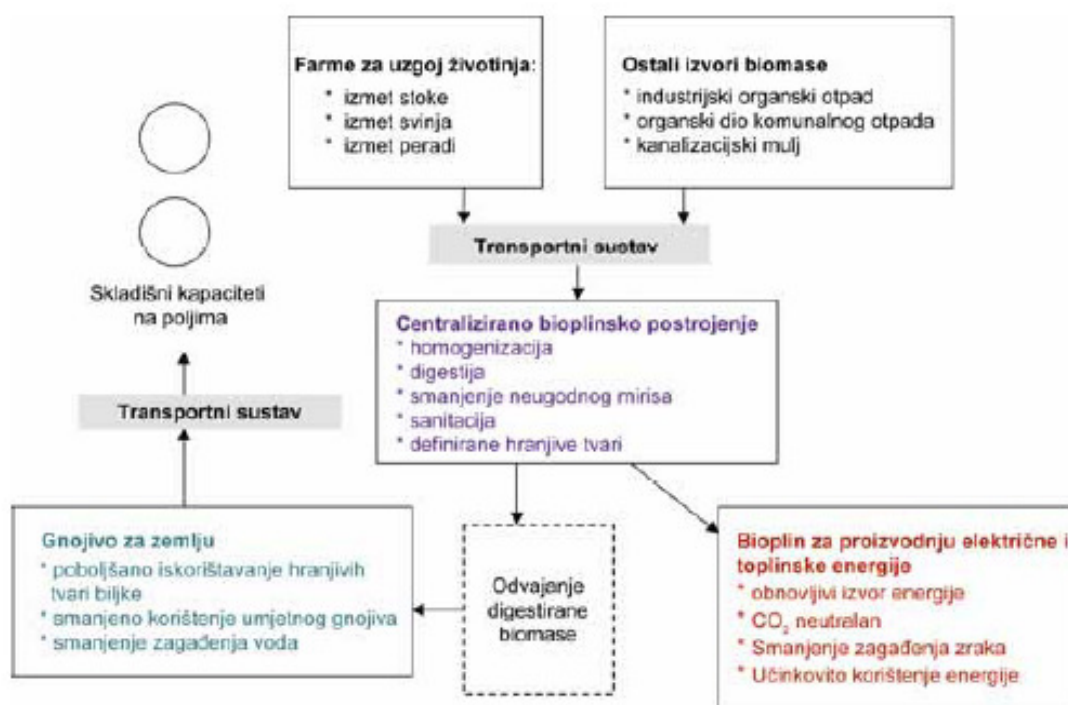 Farme za uzgoj životinja:
* izmet stoke
* izmet svinja
* izmet peradi
Ostali izvori biomase
* industrijski organski otpad
* organski dio komunalnog otpada
* kanalizacijski mulj
Transportni sustav
Skladišni kapaciteti
na poljima
Centralizirano bioplinsko postrojenje
* homogenizacija
* digestija
* smanjenje neugodnog mirisa
* sanitacija
* definirane hranjive tvari
Transportni sustav
Gnojivo za zemlju
* poboljšano iskorištavanje hranjivih
tvari biljke
* smanjeno korištenje umjetnog gnojiva
* smanjenje zagađenja voda
Odvajanje
digestirane
biomase
Bioplin za proizvodnju električne i
toplinske energije
* obnovljivi izvor energije
* CO₂ neutralan
* Smanjenje zagađenja zraka
* Učinkovito korištenje energije